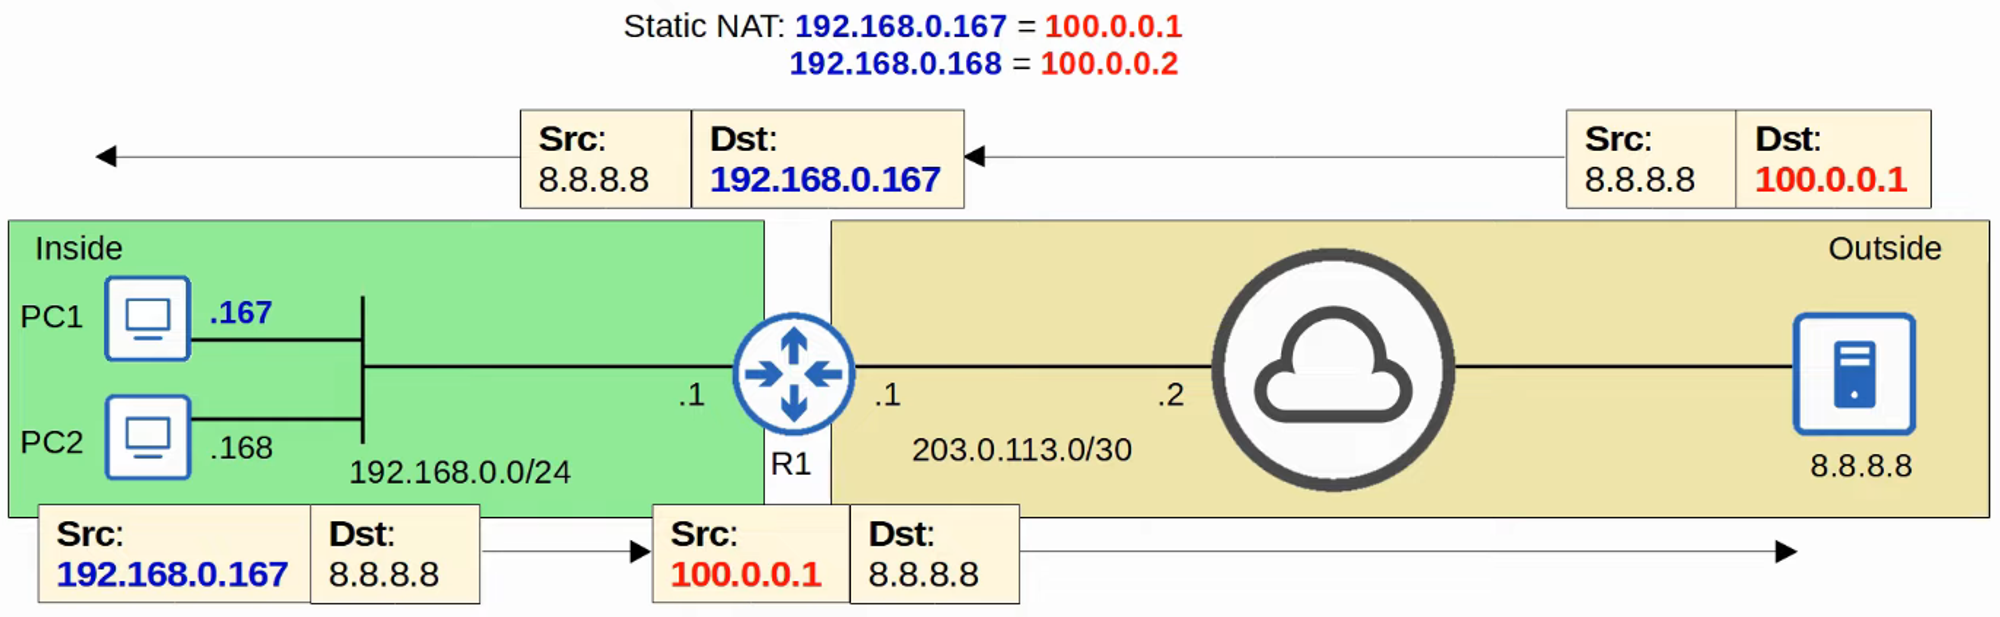 Static NAT: 192.168.0.167 = 100.0.0.1
192.168.0.168 = 100.0.0.2
Src:
8.8.8.8
Dst:
192.168.0.167
Src:
8.8.8.8
Dst:
100.0.0.1
Inside
Outside
PC1
.167
PC2
.168
192.168.0.0/24
.1
R1
.1
.2
203.0.113.0/30
8.8.8.8
Src:
192.168.0.167
Dst:
8.8.8.8
Src:
100.0.0.1
Dst:
8.8.8.8